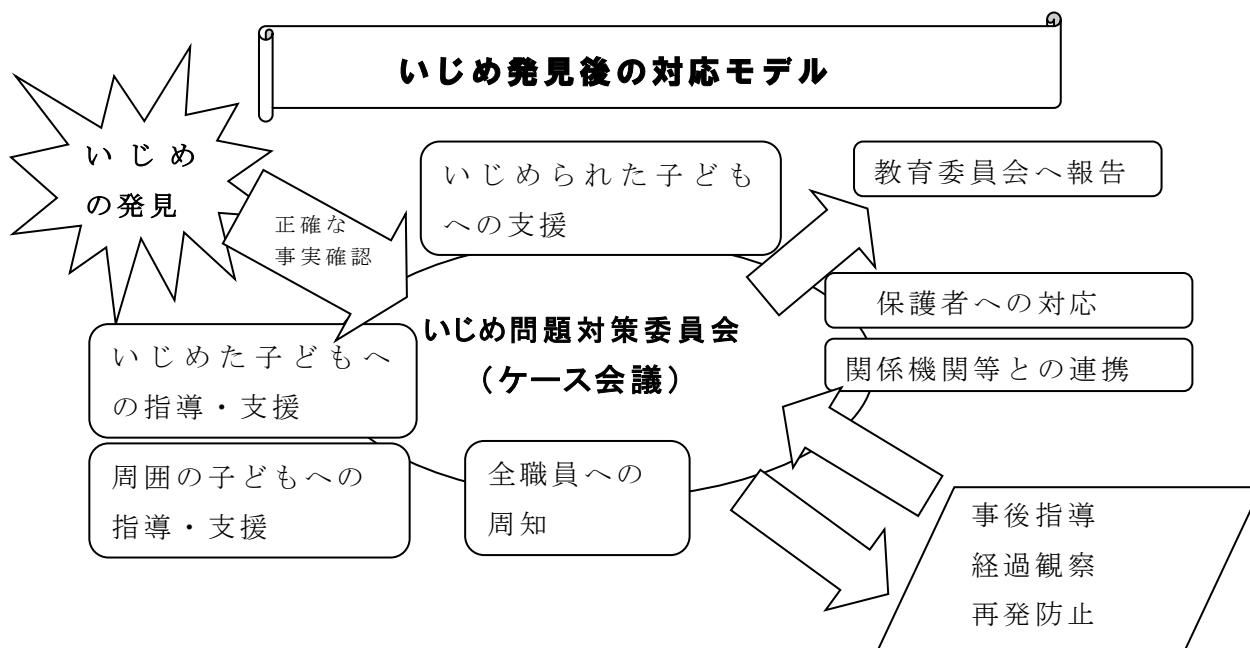 いじめ発見後の対応モデル
いじめ
の発見
正確な
事実確認
いじめられた子ども
への支援
教育委員会へ報告
保護者への対応
関係機関等との連携
いじめ問題対策委員会
（ケース会議）
いじめた子どもへ
の指導・支援
周囲の子どもへの
指導・支援
全職員への
周知
事後指導
経過観察
再発防止